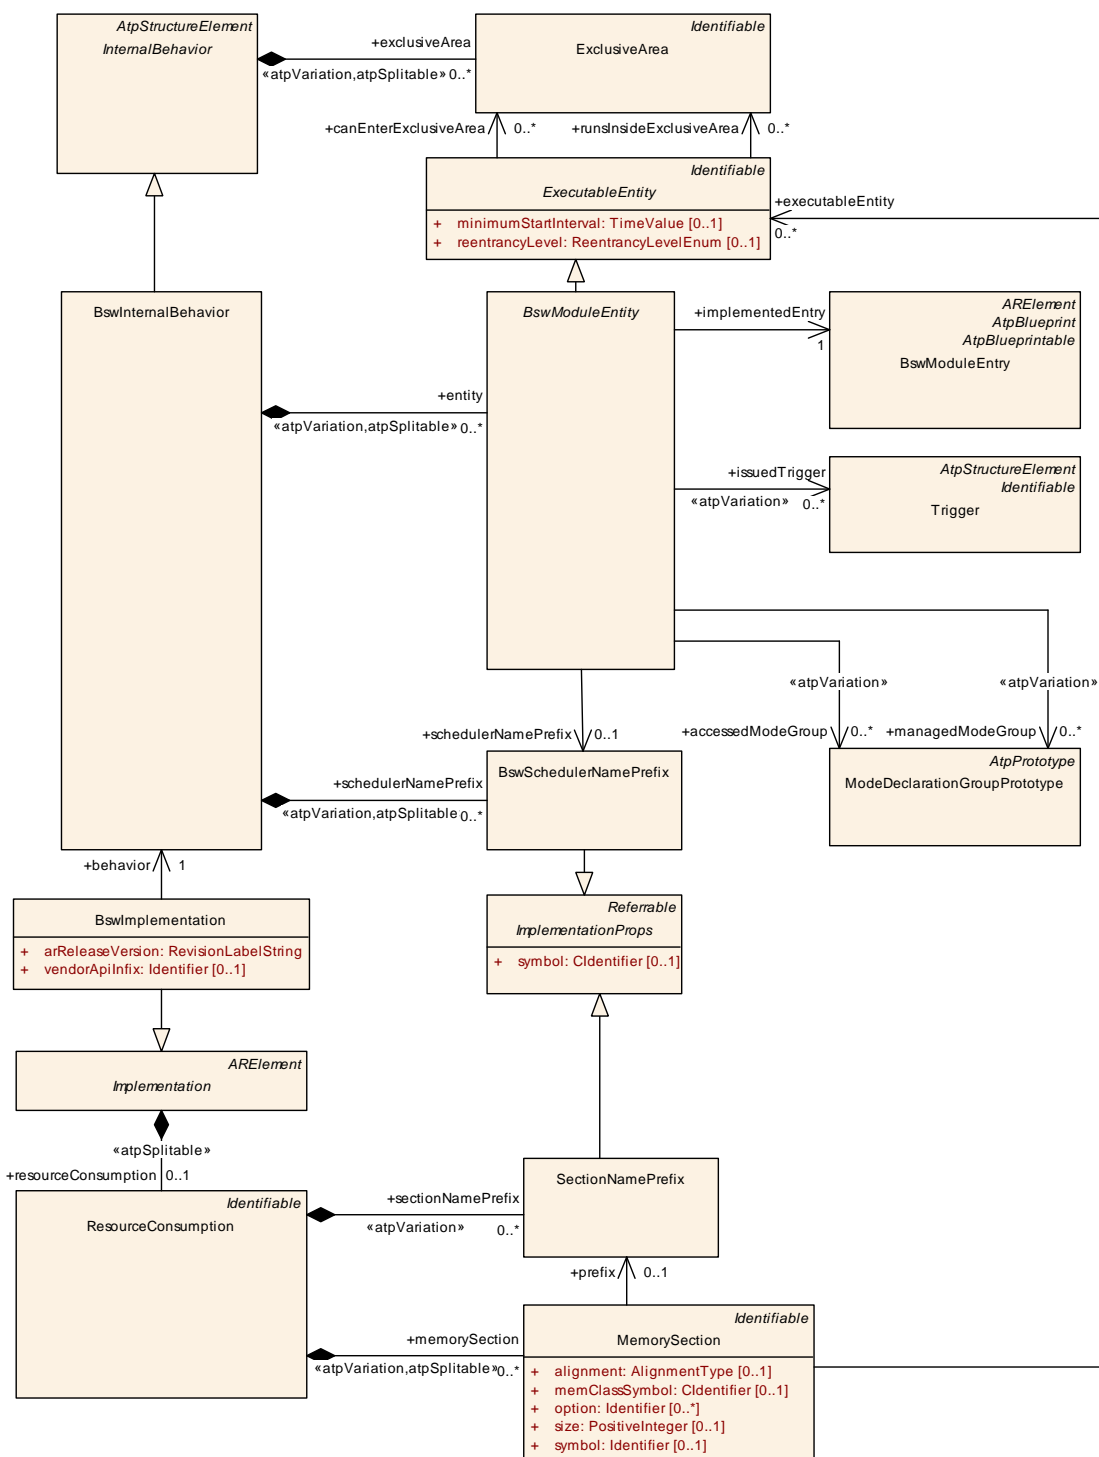 AtpStructureElement
InternalBehavior
+exclusiveArea
«atpVariation,atpSplitable» 0..*
Identifiable
ExclusiveArea
+canEnterExclusiveArea 0..*
+runsInsideExclusiveArea 0..*
Identifiable
ExecutableEntity
+ minimumStartInterval: TimeValue [0..1]
+ reentrancyLevel: ReentrancyLevelEnum [0..1]
+executableEntity
0..*
BswInternalBehavior
BswModuleEntity
+implementedEntry
1
ARElement
AtpBlueprint
AtpBlueprintable
BswModuleEntry
+entity
«atpVariation,atpSplitable» 0..*
+issuedTrigger
«atpVariation» 0..*
AtpStructureElement
Identifiable
Trigger
«atpVariation»
«atpVariation»
+schedulerNamePrefix 0..1
+accessedModeGroup 0..*
+managedModeGroup 0..*
BswSchedulerNamePrefix
AtpPrototype
ModeDeclarationGroupPrototype
+schedulerNamePrefix
«atpVariation,atpSplitable» 0..*
+behavior 1
BswImplementation
+ arReleaseVersion: RevisionLabelString
+ vendorApiInfix: Identifier [0..1]
Referrable
ImplementationProps
+ symbol: CIdentifier [0..1]
ARElement
Implementation
«atpSplitable»
+resourceConsumption 0..1
Identifiable
ResourceConsumption
+sectionNamePrefix
«atpVariation» 0..*
SectionNamePrefix
+prefix 0..1
+memorySection
«atpVariation,atpSplitable» 0..*
Identifiable
MemorySection
+ alignment: AlignmentType [0..1]
+ memClassSymbol: CIdentifier [0..1]
+ option: Identifier [0..*]
+ size: PositiveInteger [0..1]
+ symbol: Identifier [0..1]